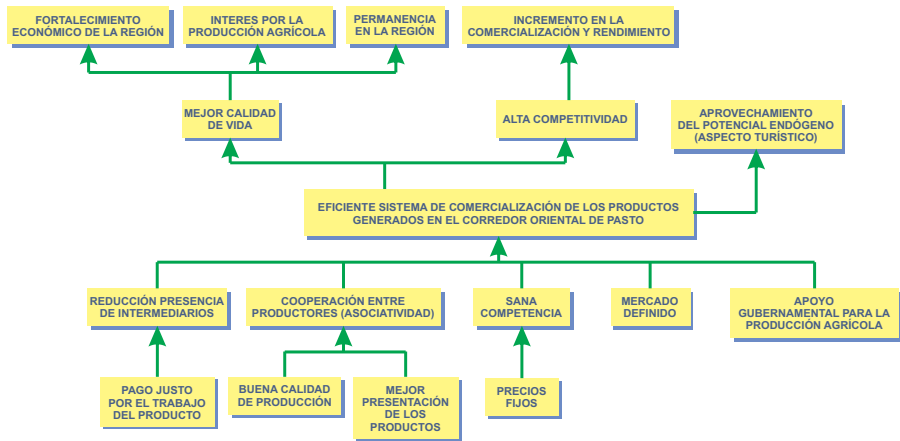 FORTALECIMIENTO
ECONÓMICO DE LA REGIÓN
INTERES POR LA
PRODUCCIÓN AGRÍCOLA
PERMANENCIA
EN LA REGIÓN
INCREMENTO EN LA
COMERCIALIZACIÓN Y RENDIMIENTO
MEJOR CALIDAD
DE VIDA
ALTA COMPETITIVIDAD
APROVECHAMIENTO
DEL POTENCIAL ENDÓGENO
(ASPECTO TURÍSTICO)
EFICIENTE SISTEMA DE COMERCIALIZACIÓN DE LOS PRODUCTOS
GENERADOS EN EL CORREDOR ORIENTAL DE PASTO
REDUCCIÓN PRESENCIA
DE INTERMEDIARIOS
COOPERACIÓN ENTRE
PRODUCTORES (ASOCIATIVIDAD)
SANA
COMPETENCIA
MERCADO
DEFINIDO
APOYO
GUBERNAMENTAL PARA LA
PRODUCCIÓN AGRÍCOLA
PAGO JUSTO
POR EL TRABAJO
DEL PRODUCTO
BUENA CALIDAD
DE PRODUCCIÓN
MEJOR
PRESENTACIÓN
DE LOS
PRODUCTOS
PRECIOS
FIJOS